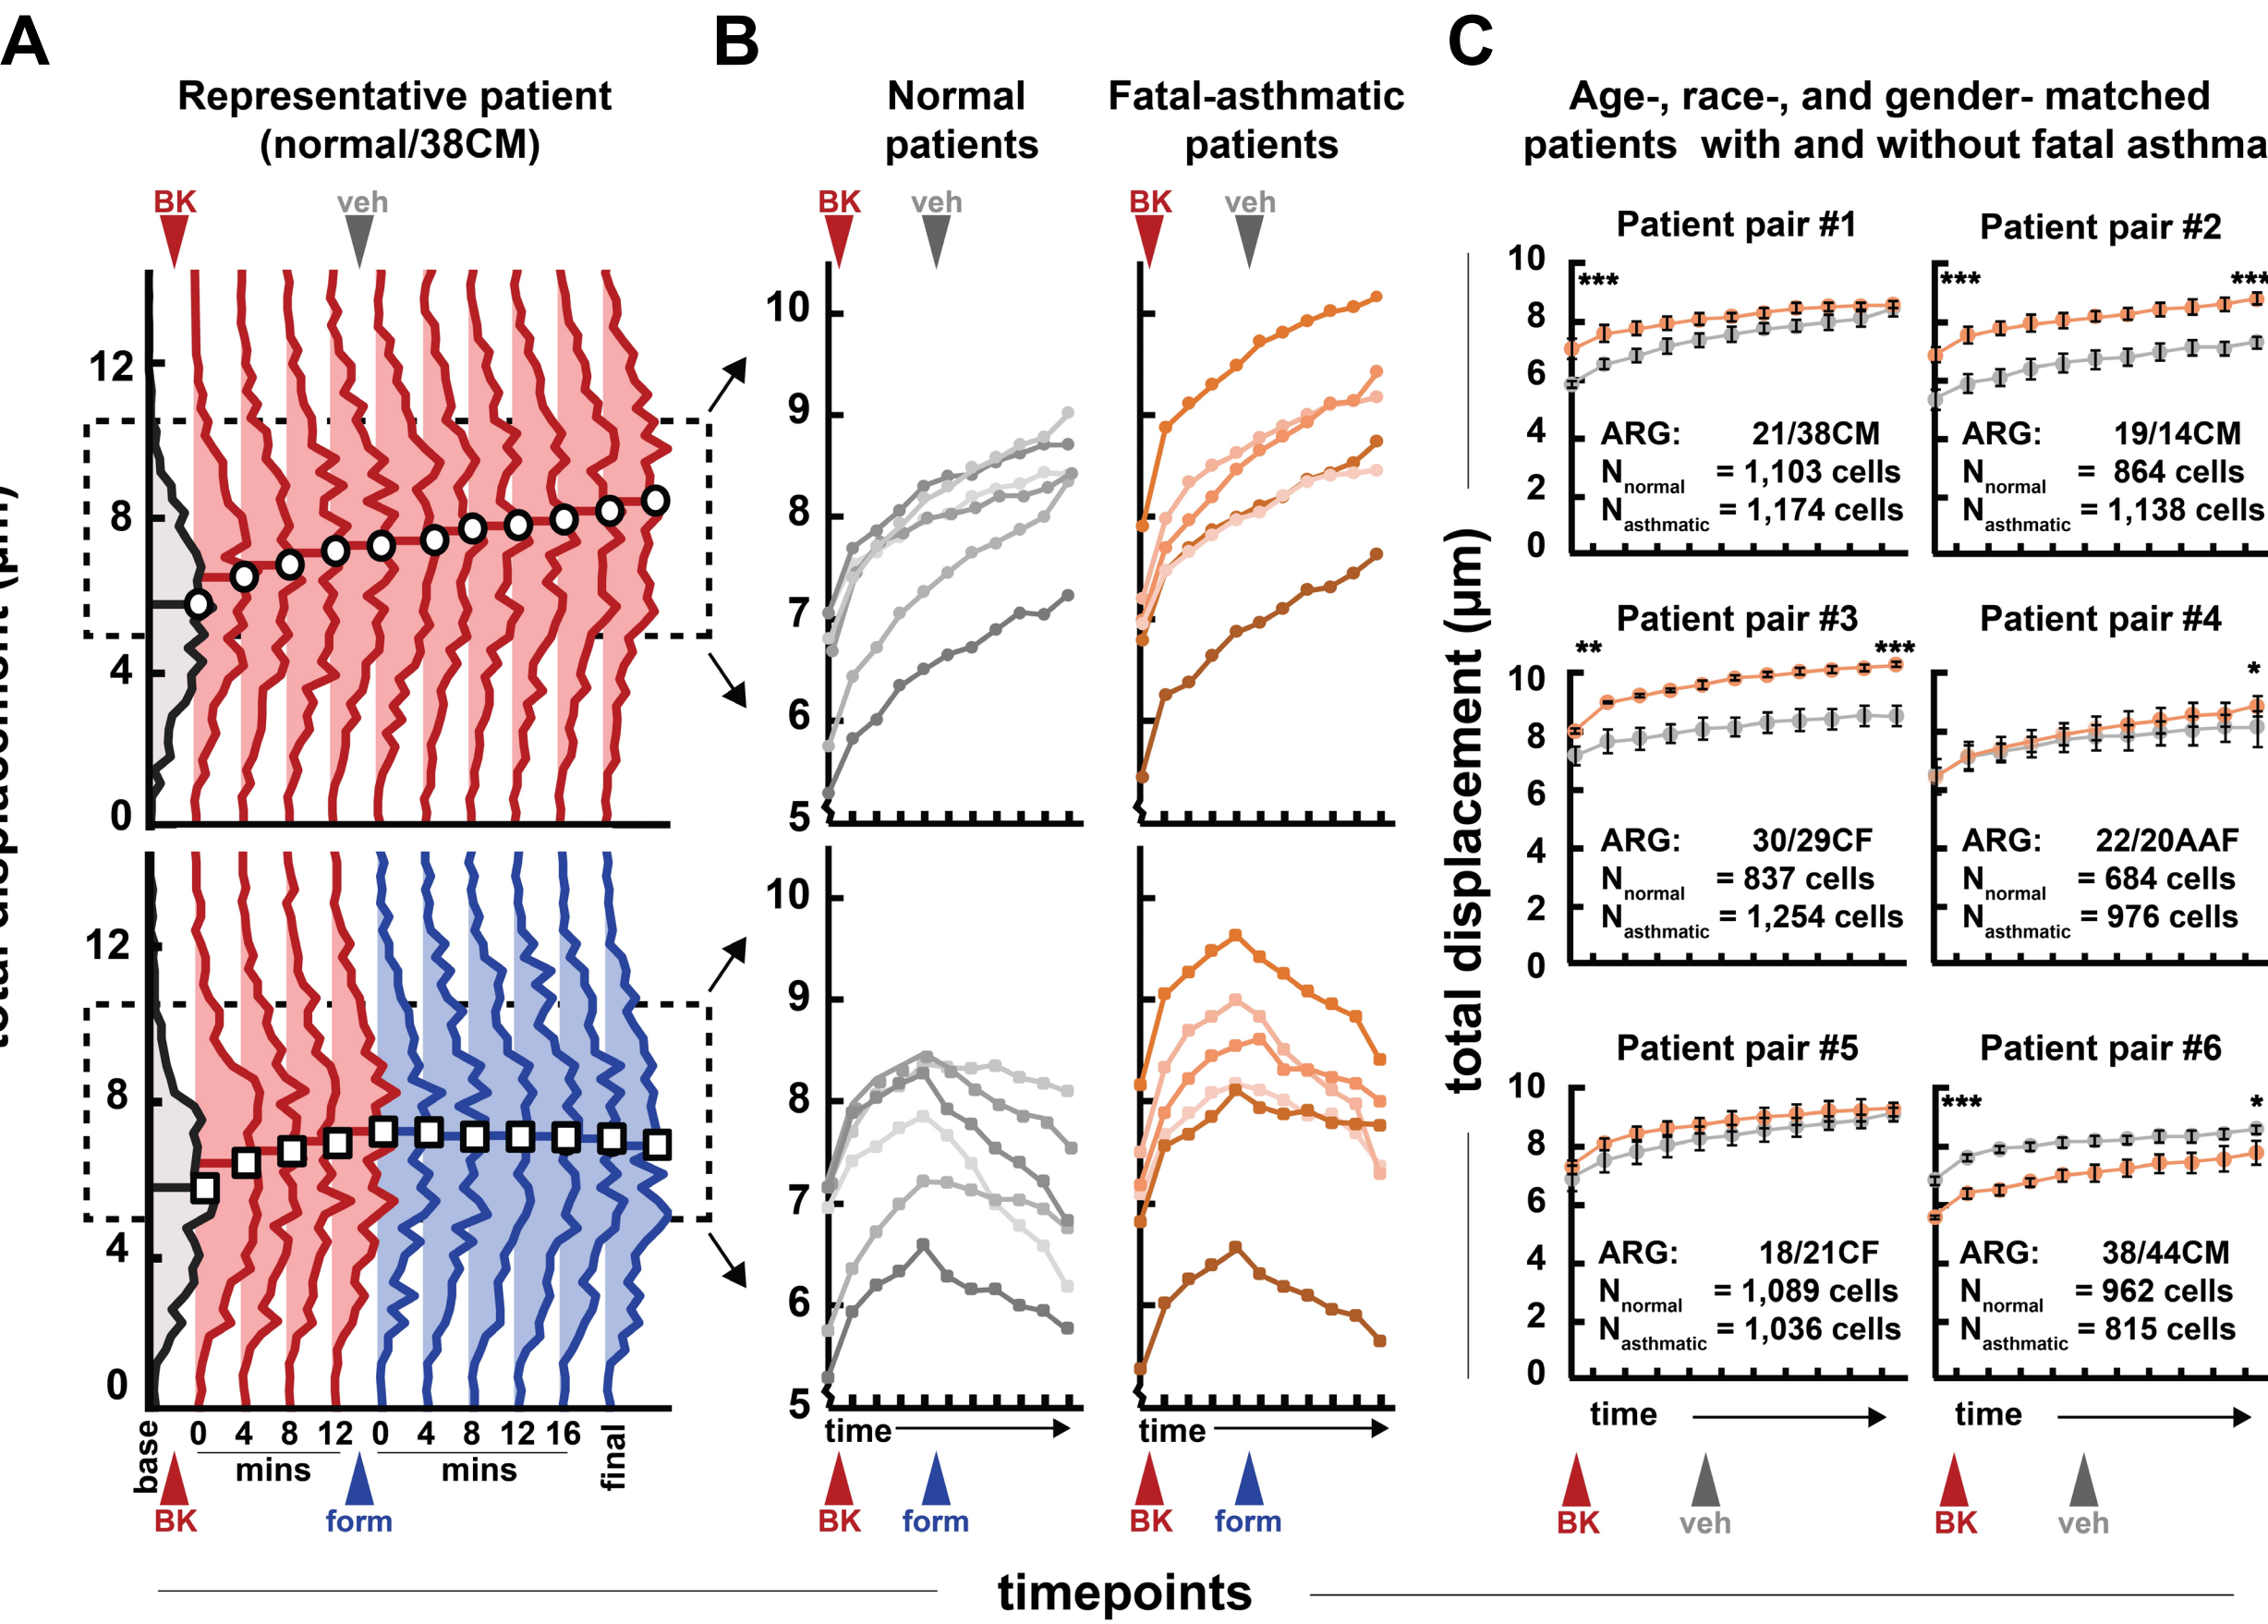 A
B
C
Representative patient
(normal/38CM)
Normal
patients
Fatal-asthmatic
patients
Age-, race-, and gender- matched
patients with and without fatal asthma
BK
veh
BK
veh
BK
veh
12
8
4
0
12
8
4
0
base
0 4 8 12 0 4 8 12 16
final
mins
mins
BK
form
10
9
8
7
6
5
10
9
8
7
6
5
time
time
BK
form
BK
form
total displacement (µm)
Patient pair #1
10
8
6
4
2
0
***
ARG: 21/38CM
Nnormal = 1,103 cells
Nasthmatic = 1,174 cells
Patient pair #2
***
***
ARG: 19/14CM
Nnormal = 864 cells
Nasthmatic = 1,138 cells
Patient pair #3
10
8
6
4
2
0
**
***
ARG: 30/29CF
Nnormal = 837 cells
Nasthmatic = 1,254 cells
Patient pair #4
*
ARG: 22/20AAF
Nnormal = 684 cells
Nasthmatic = 976 cells
Patient pair #5
10
8
6
4
2
0
ARG: 18/21CF
Nnormal = 1,089 cells
Nasthmatic = 1,036 cells
Patient pair #6
***
*
ARG: 38/44CM
Nnormal = 962 cells
Nasthmatic = 815 cells
time
time
BK
veh
BK
veh
timepoints